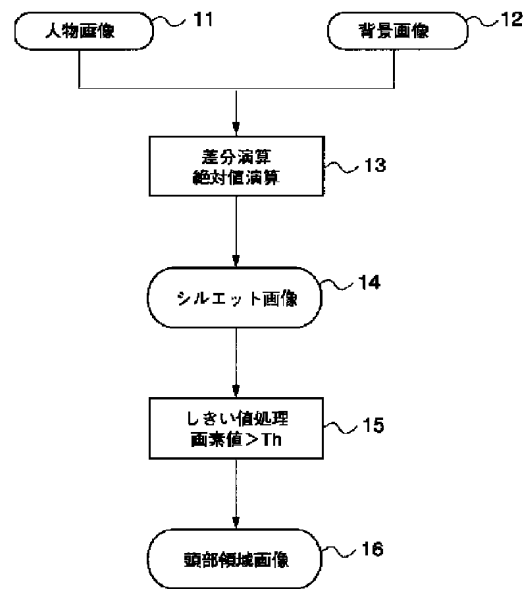 人物画像
11
背景画像
12
差分演算
絶対値演算
13
シルエット画像
14
しきい値処理
画素値>Th
15
頭部領域画像
16